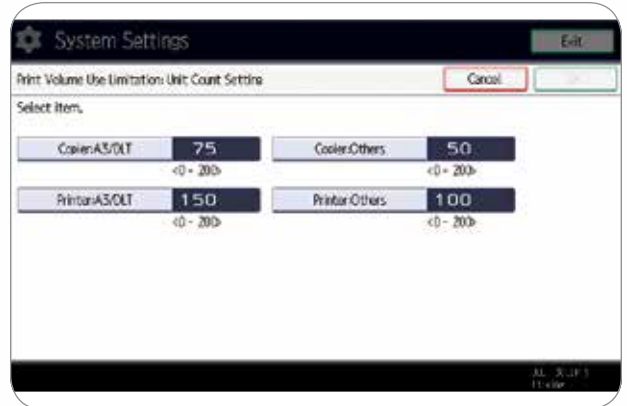 System Settings
Exit
Print Volume Use Limitation: Unit Count Setting
Cancel
Select item.
Copier:A3/DLT 75 Copier:Others 50
<0 - 200> <0 - 200>
Printer:A3/DLT 150 Printer:Others 100
<0 - 200> <0 - 200>